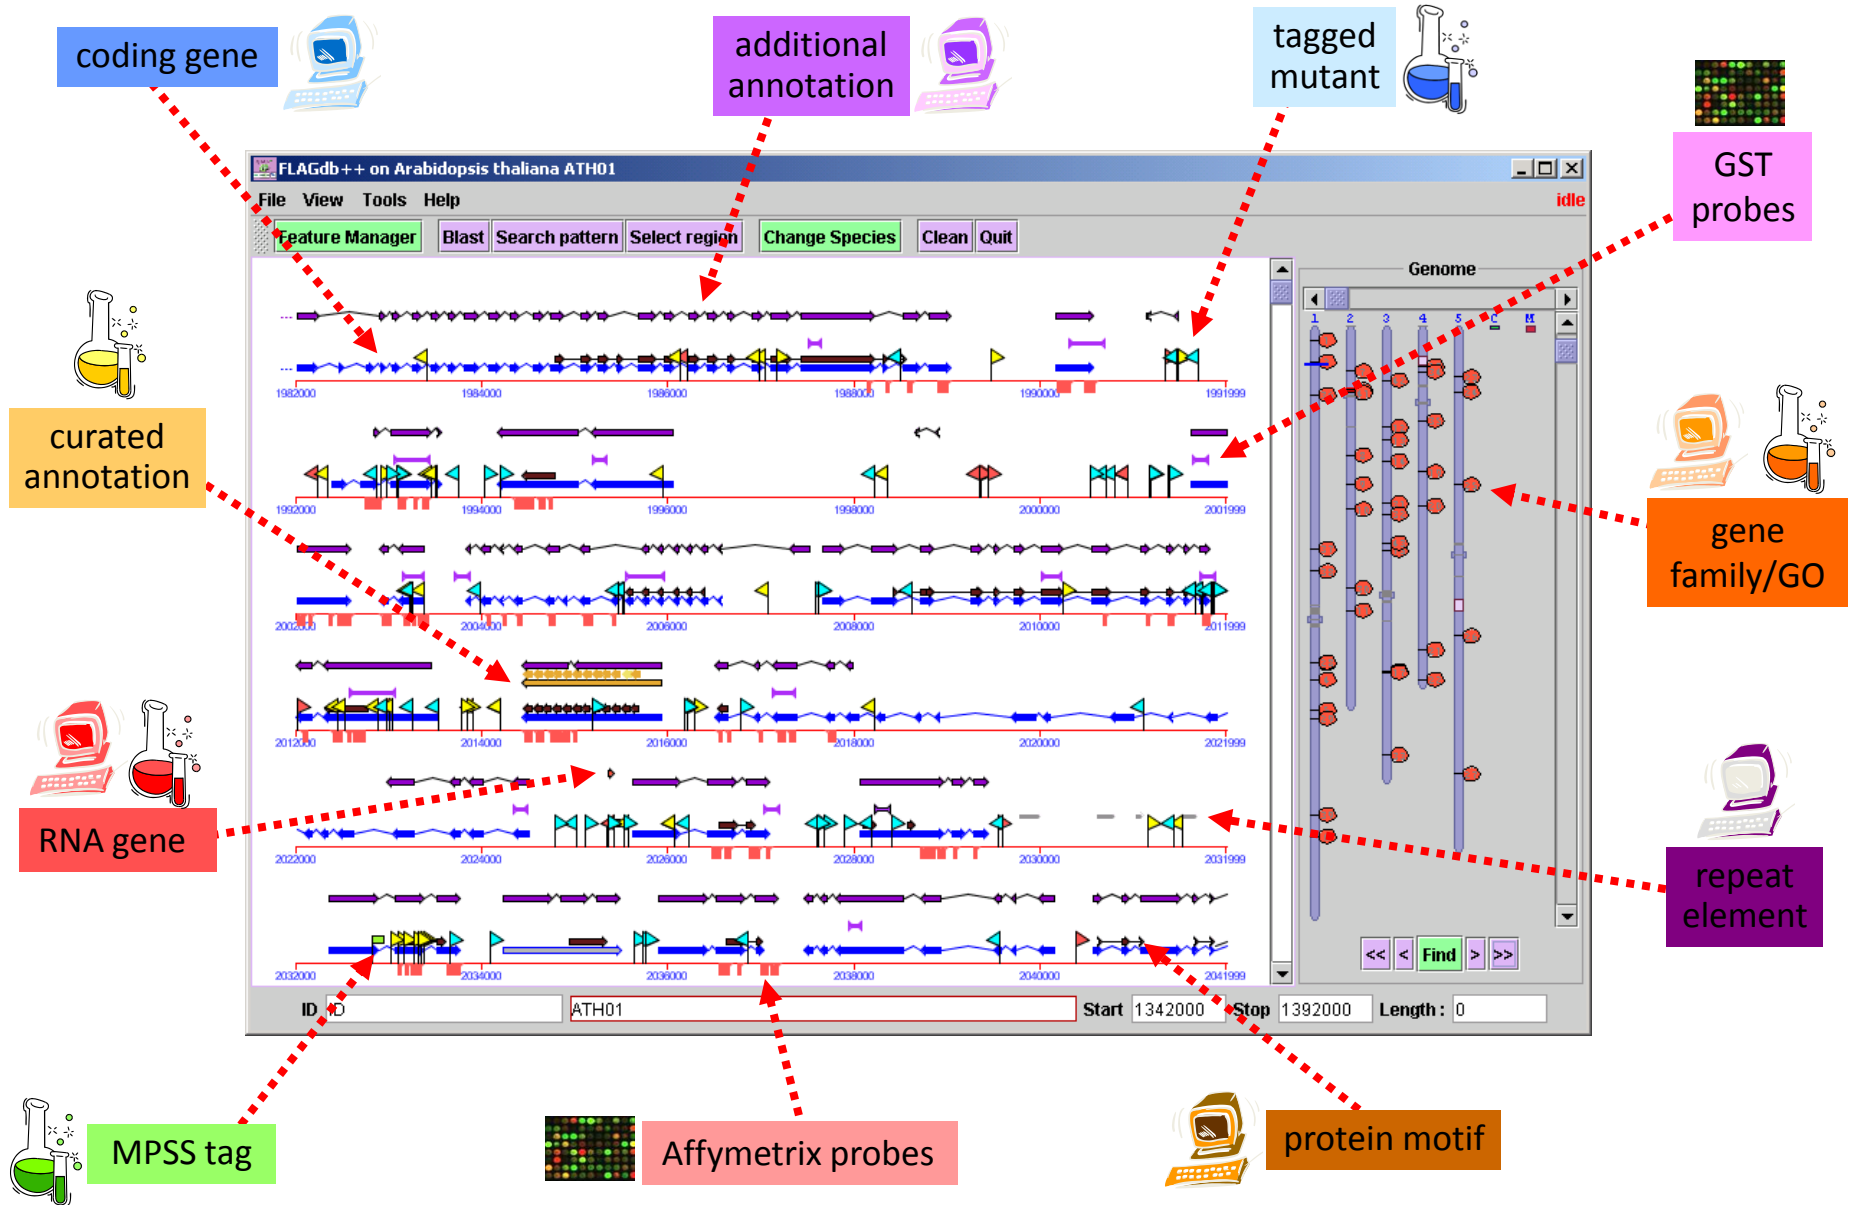 coding gene
additional
annotation
tagged
mutant
GST
probes
FLAGdb++ on Arabidopsis thaliana ATH01
File View Tools Help
idle
Feature Manager Blast Search pattern Select region Change Species Clean Quit
Genome
1 2 3 4 5 C M
1982000 1984000 1986000 1988000 1990000 1991999
curated
annotation
1992000 1994000 1996000 1998000 2000000 2001999
gene
family/GO
2002000 2004000 2006000 2008000 2010000 2011999
2012000 2014000 2016000 2018000 2020000 2021999
RNA gene
2022000 2024000 2026000 2028000 2030000 2031999
repeat
element
<< < Find > >>
2032000 2034000 2036000 2038000 2040000 2041999
ID ID ATH01 Start 1342000 Stop 1392000 Length : 0
MPSS tag
Affymetrix probes
protein motif